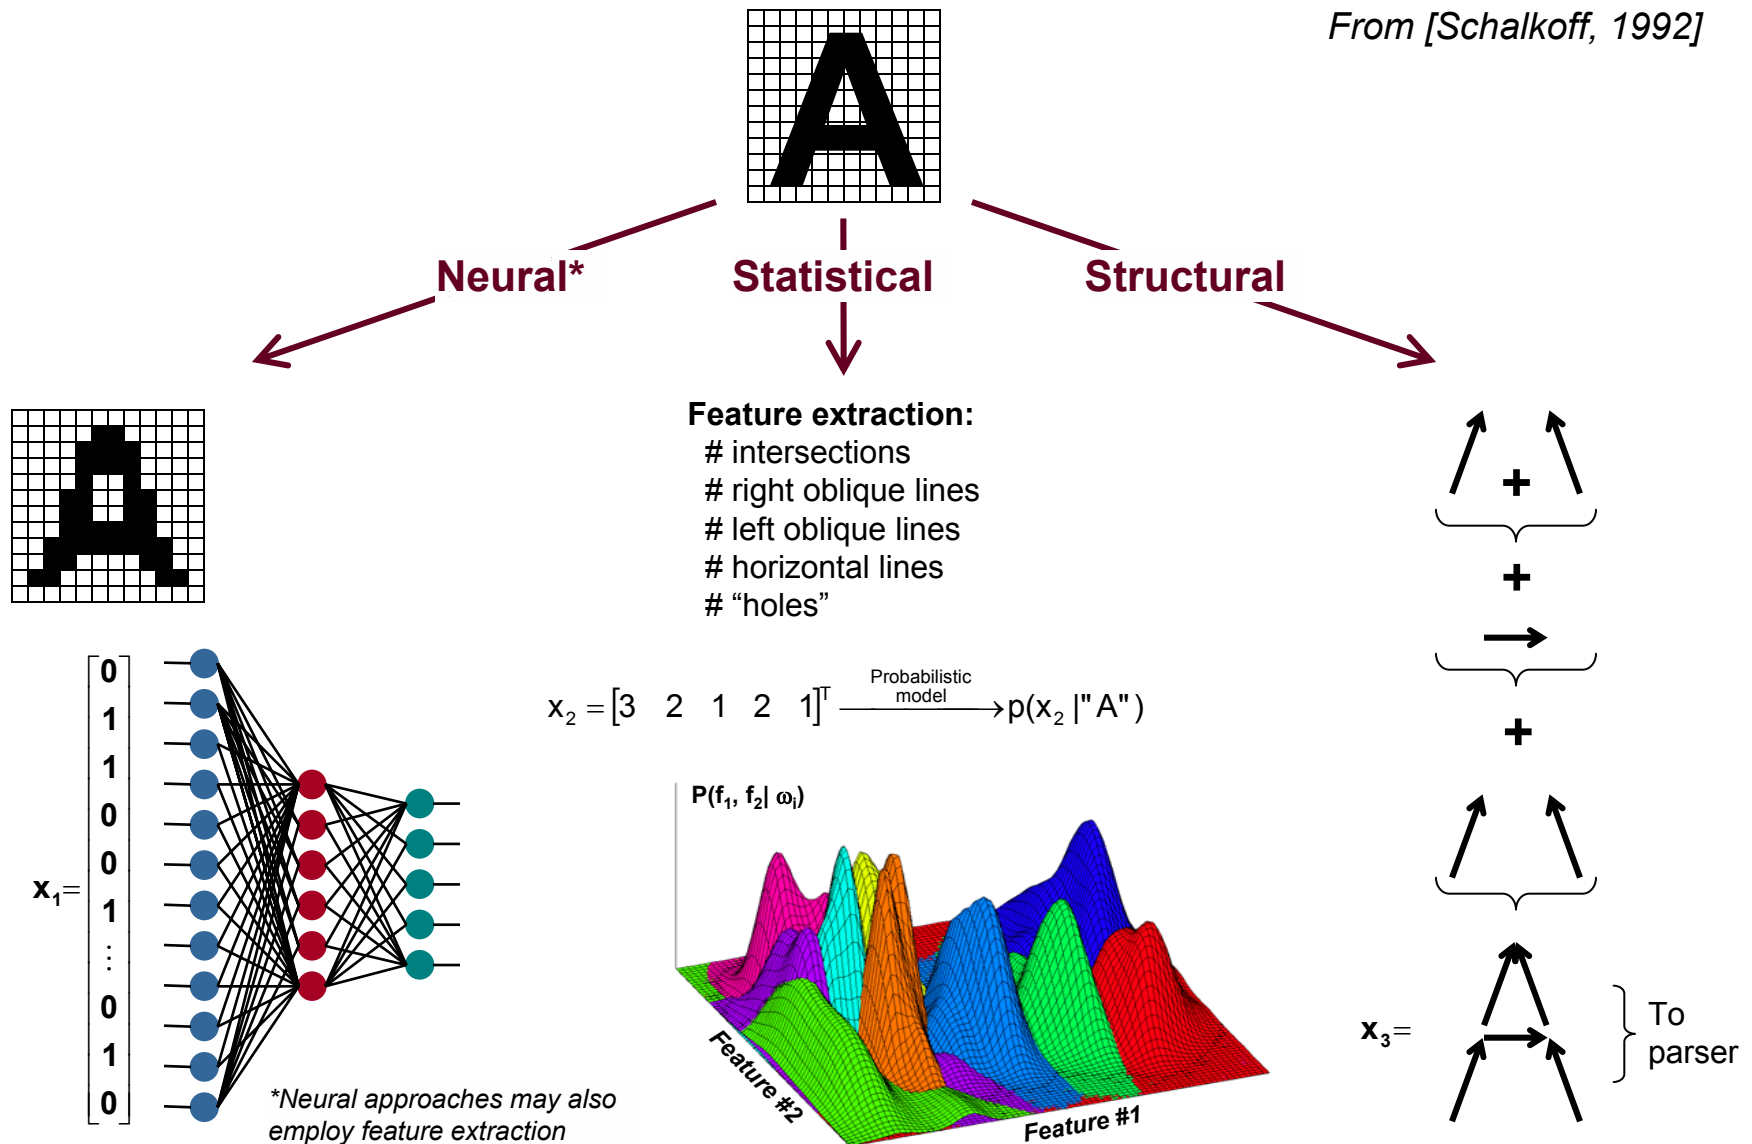 From [Schalkoff, 1992]
A
Neural*
Statistical
Structural
Feature extraction:
# intersections
# right oblique lines
# left oblique lines
# horizontal lines
# “holes”
x₂ = [3 2 1 2 1]ᵀ Probabilistic model → p(x₂ |"A")
x₁=
0
1
1
0
0
1
⋮
0
1
0
*Neural approaches may also
employ feature extraction
P(f₁, f₂| ωᵢ)
Feature #2
Feature #1
+
+
+
x₃=
To
parser